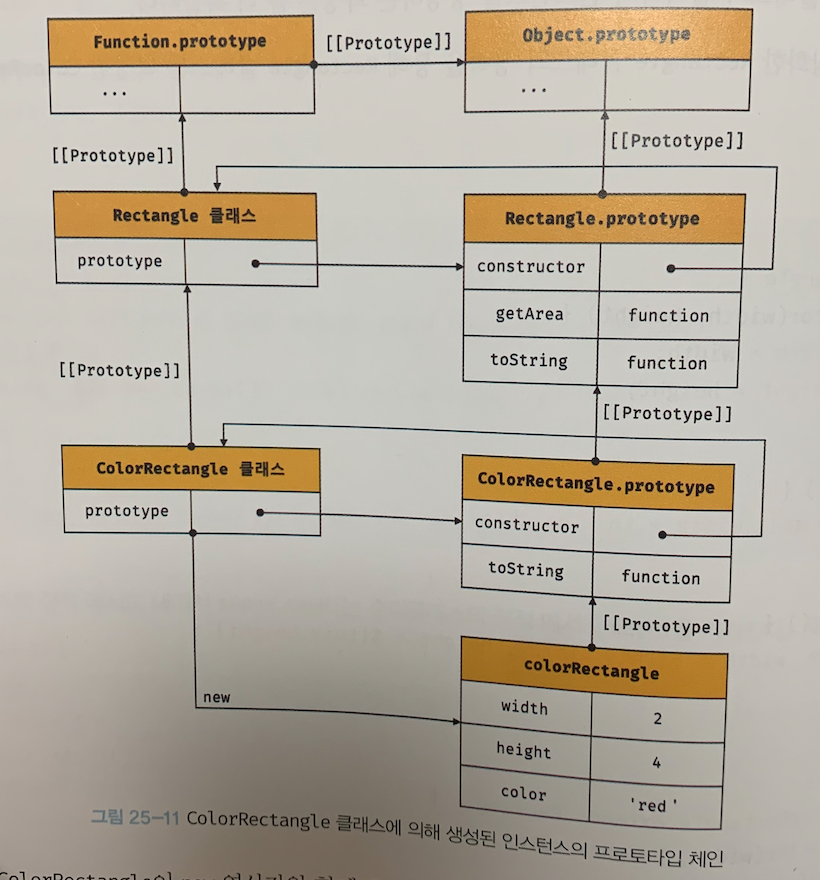 Function.prototype
...
[[Prototype]]
Object.prototype
...
[[Prototype]]
[[Prototype]]
Rectangle 클래스
prototype
Rectangle.prototype
constructor
getArea function
toString function
[[Prototype]]
[[Prototype]]
ColorRectangle 클래스
prototype
ColorRectangle.prototype
constructor
toString function
[[Prototype]]
new
colorRectangle
width 2
height 4
color 'red'
그림 25-11 ColorRectangle 클래스에 의해 생성된 인스턴스의 프로토타입 체인